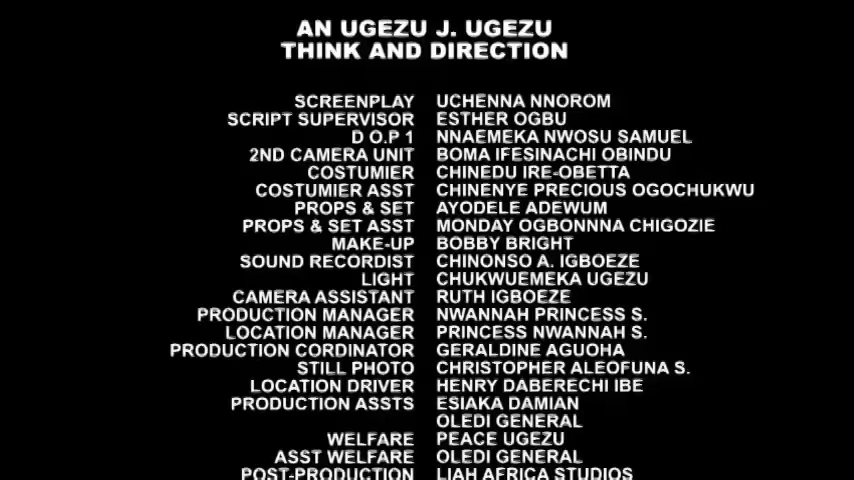 AN UGEZU J. UGEZU
THINK AND DIRECTION
SCREENPLAY UCHENNA NNOROM
SCRIPT SUPERVISOR ESTHER OGBU
D O.P 1 NNAEMEKA NWOSU SAMUEL
2ND CAMERA UNIT BOMA IFESINACHI OBINDU
COSTUMIER CHINEDU IRE-OBETTA
COSTUMIER ASST CHINENYE PRECIOUS OGOCHUKWU
PROPS & SET AYODELE ADEWUM
PROPS & SET ASST MONDAY OGBONNNA CHIGOZIE
MAKE-UP BOBBY BRIGHT
SOUND RECORDIST CHINONSO A. IGBOEZE
LIGHT CHUKWUEMEKA UGEZU
CAMERA ASSISTANT RUTH IGBOEZE
PRODUCTION MANAGER NWANNAH PRINCESS S.
LOCATION MANAGER PRINCESS NWANNAH S.
PRODUCTION CORDINATOR GERALDINE AGUOHA
STILL PHOTO CHRISTOPHER ALEOFUNA S.
LOCATION DRIVER HENRY DABERECHI IBE
PRODUCTION ASSTS ESIAKA DAMIAN
OLEDI GENERAL
WELFARE PEACE UGEZU
ASST WELFARE OLEDI GENERAL
POST-PRODUCTION LIAH AFRICA STUDIOS